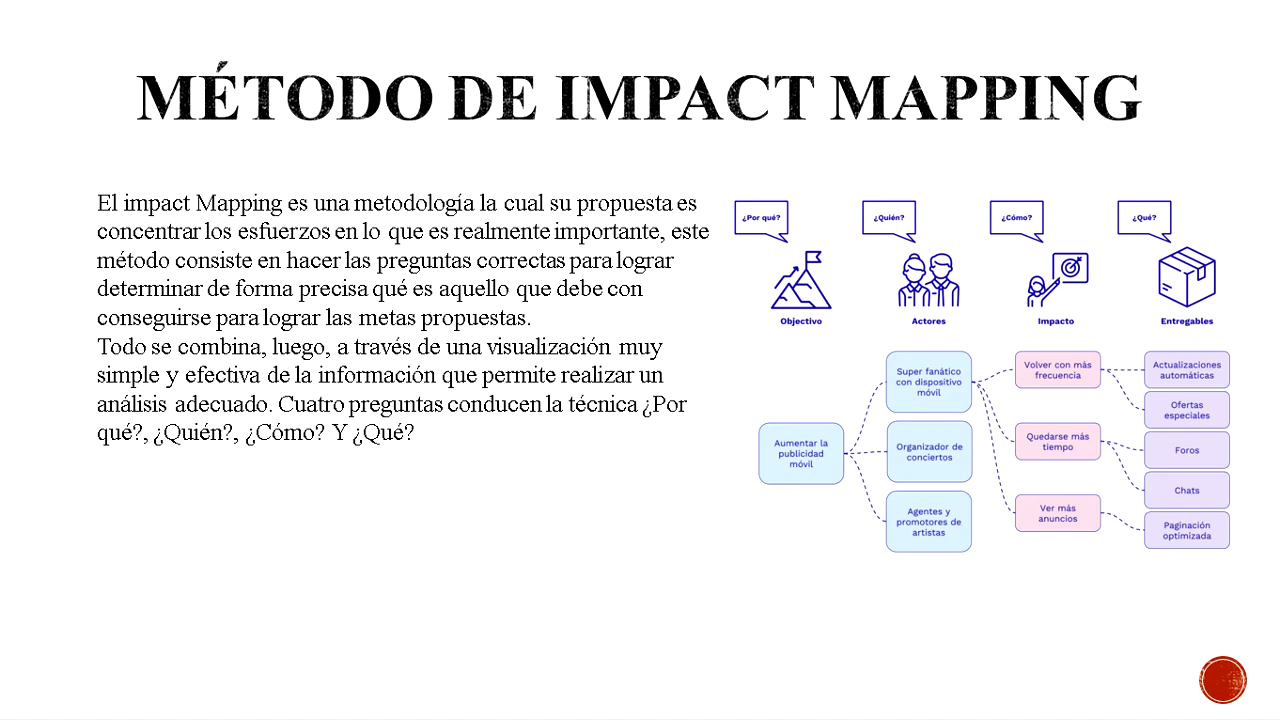 MÉTODO DE IMPACT MAPPING
El impact Mapping es una metodología la cual su propuesta es
concentrar los esfuerzos en lo que es realmente importante, este
método consiste en hacer las preguntas correctas para lograr
determinar de forma precisa qué es aquello que debe con
conseguirse para lograr las metas propuestas.
Todo se combina, luego, a través de una visualización muy
simple y efectiva de la información que permite realizar un
análisis adecuado. Cuatro preguntas conducen la técnica ¿Por
qué?, ¿Quién?, ¿Cómo? Y ¿Qué?
¿Por qué?
¿Quién?
¿Cómo?
¿Qué?
Objectivo
Actores
Impacto
Entregables
Aumentar la
publicidad
móvil
Super fanático
con dispositivo
móvil
Organizador de
conciertos
Agentes y
promotores de
artistas
Volver con más
frecuencia
Quedarse más
tiempo
Ver más
anuncios
Actualizaciones
automáticas
Ofertas
especiales
Foros
Chats
Paginación
optimizada